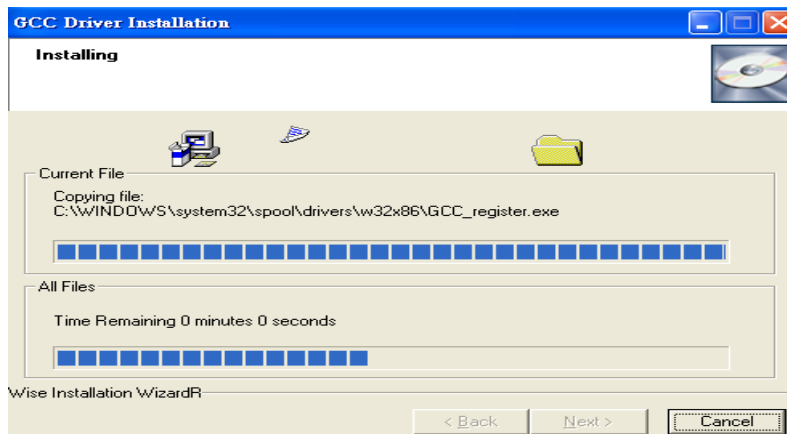 GCC Driver Installation
Installing
Current File
Copying file:
C:\WINDOWS\system32\spool\drivers\w32x86\GCC_register.exe
All Files
Time Remaining 0 minutes 0 seconds
Wise Installation WizardR
< Back
Next >
Cancel